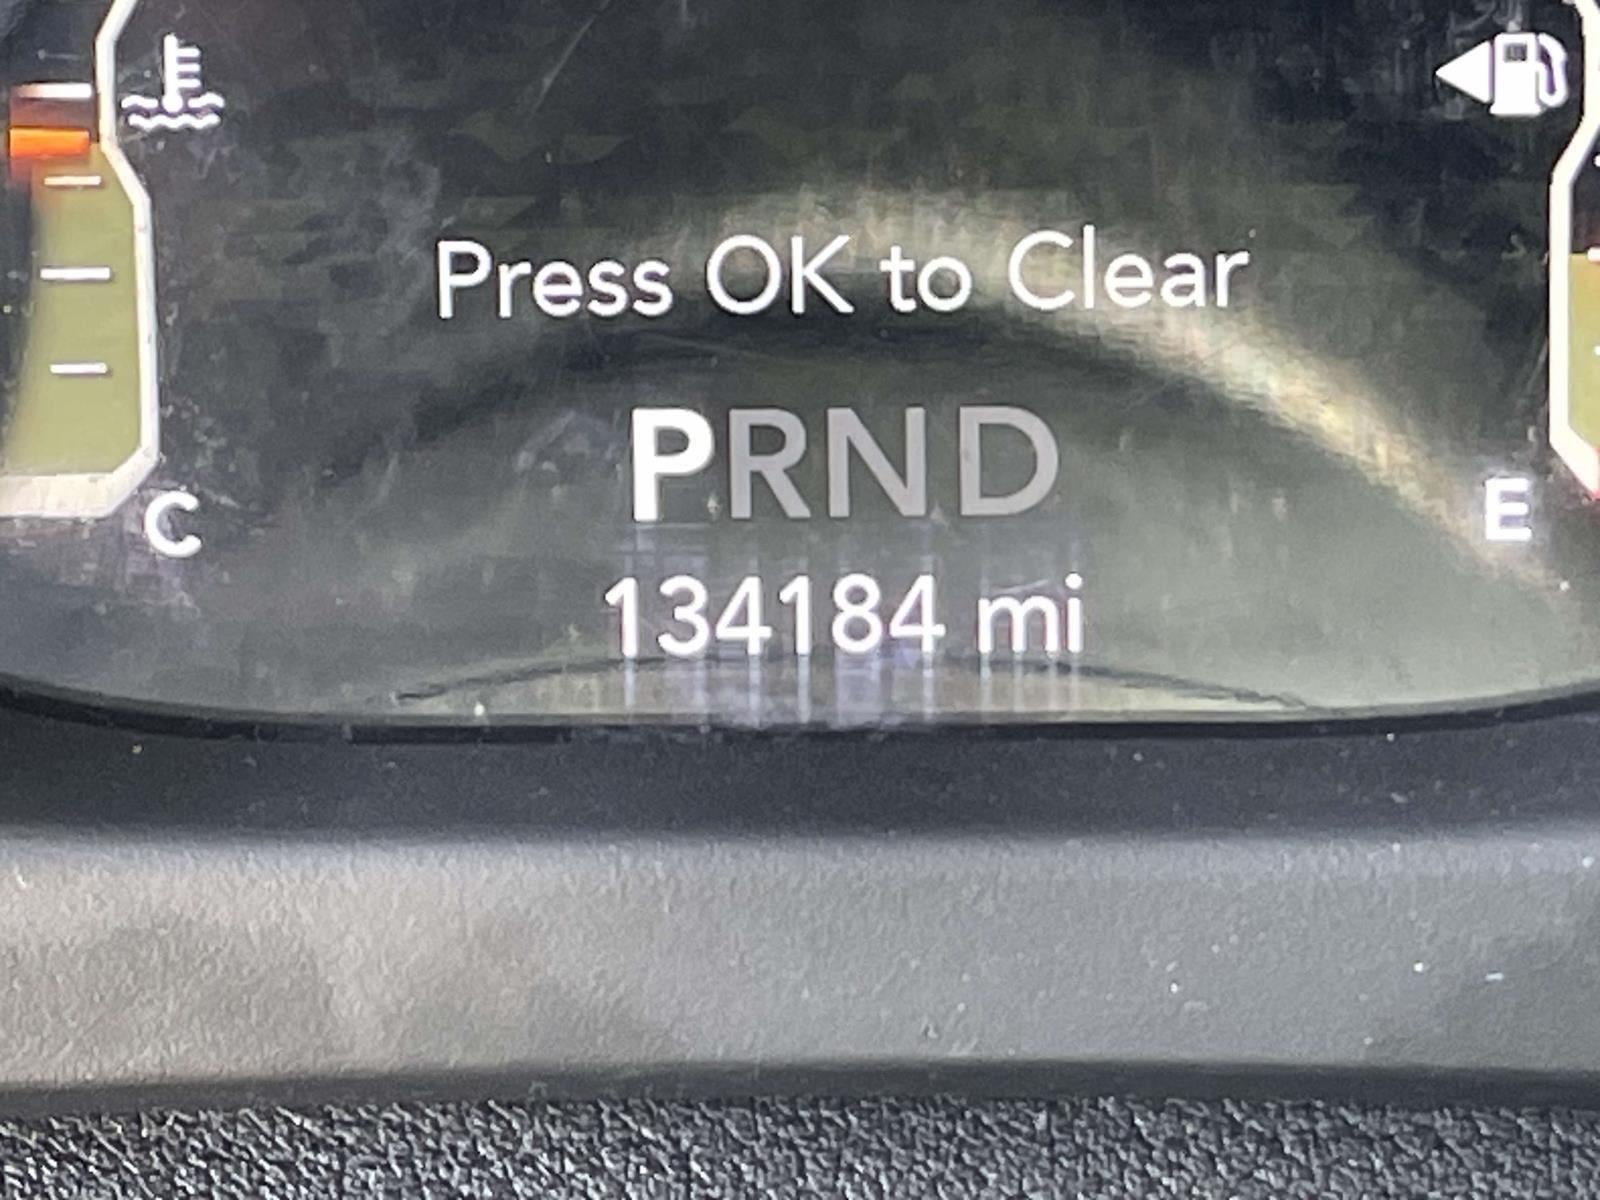 Press OK to Clear
PRND
C
E
134184 mi